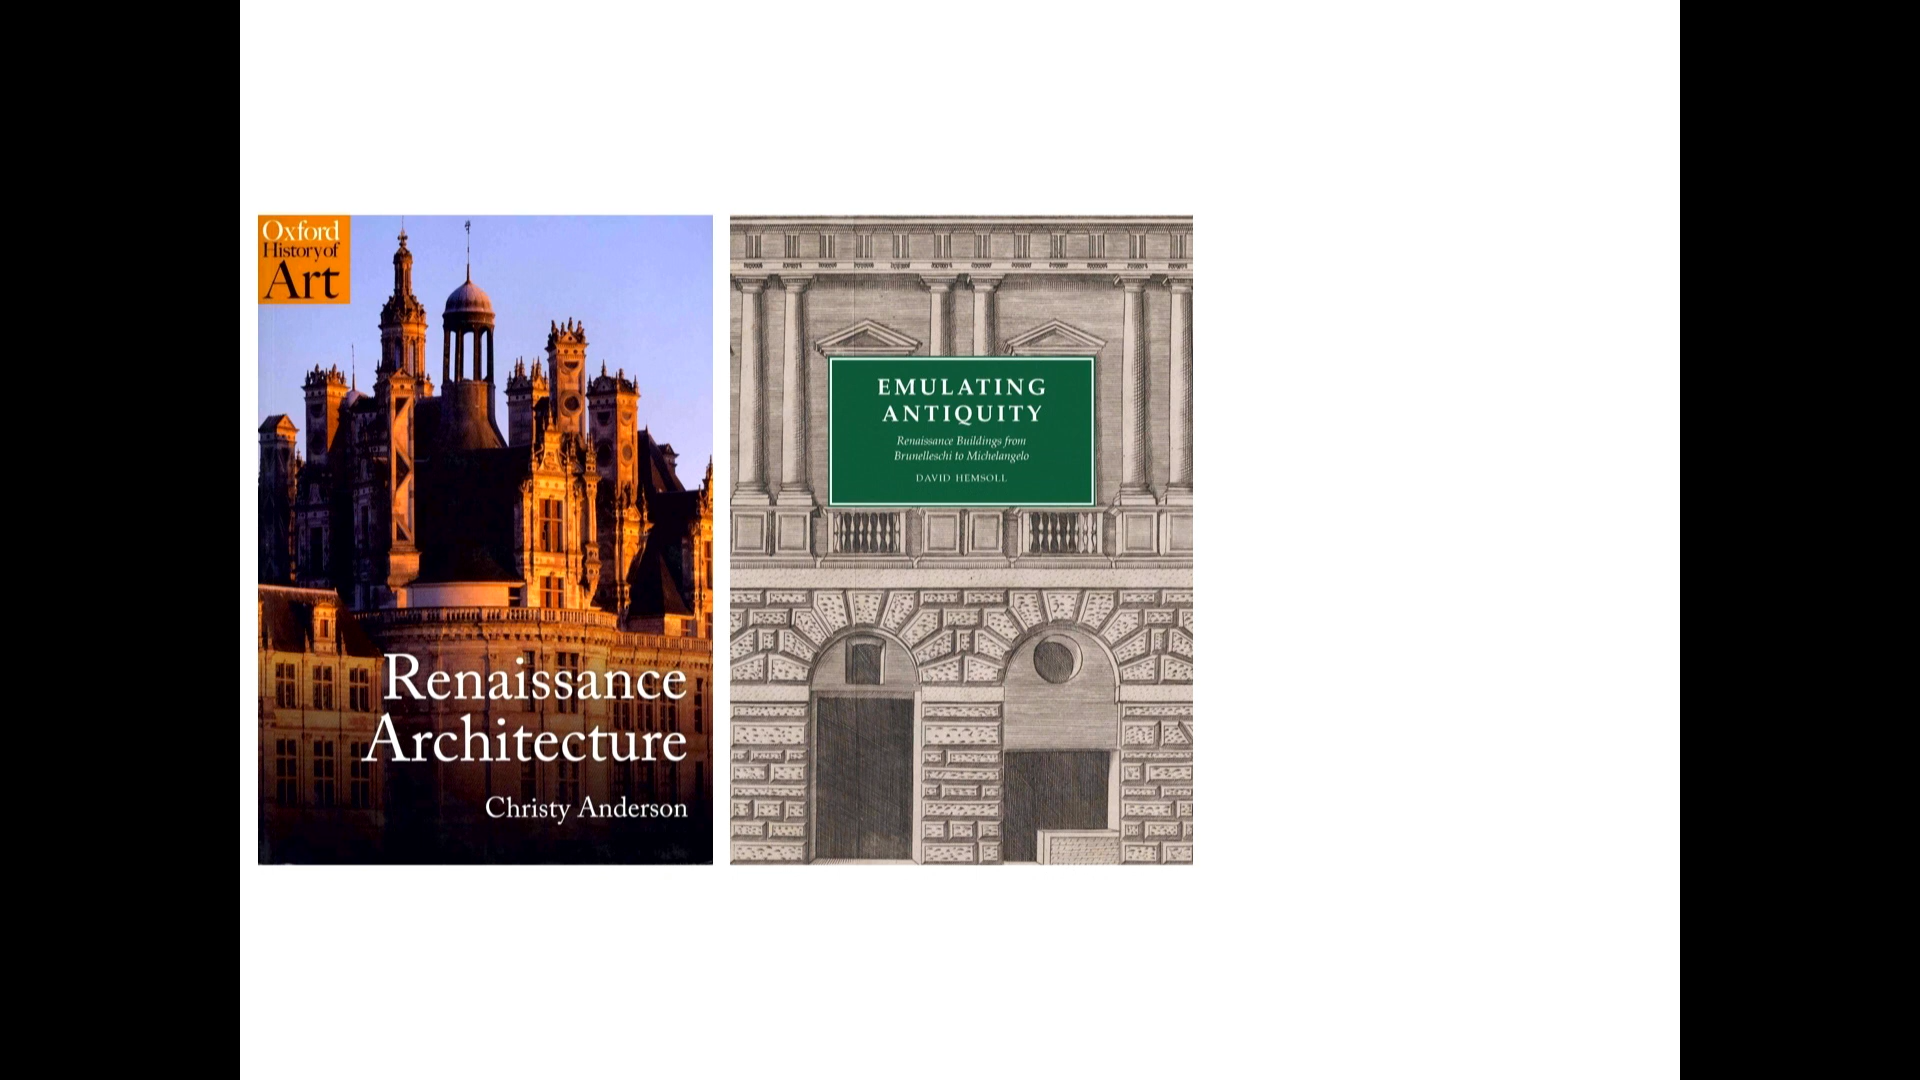 Oxford
History of
Art
Renaissance
Architecture
Christy Anderson
EMULATING
ANTIQUITY
Renaissance Buildings from
Brunelleschi to Michelangelo
DAVID HEMSOLL